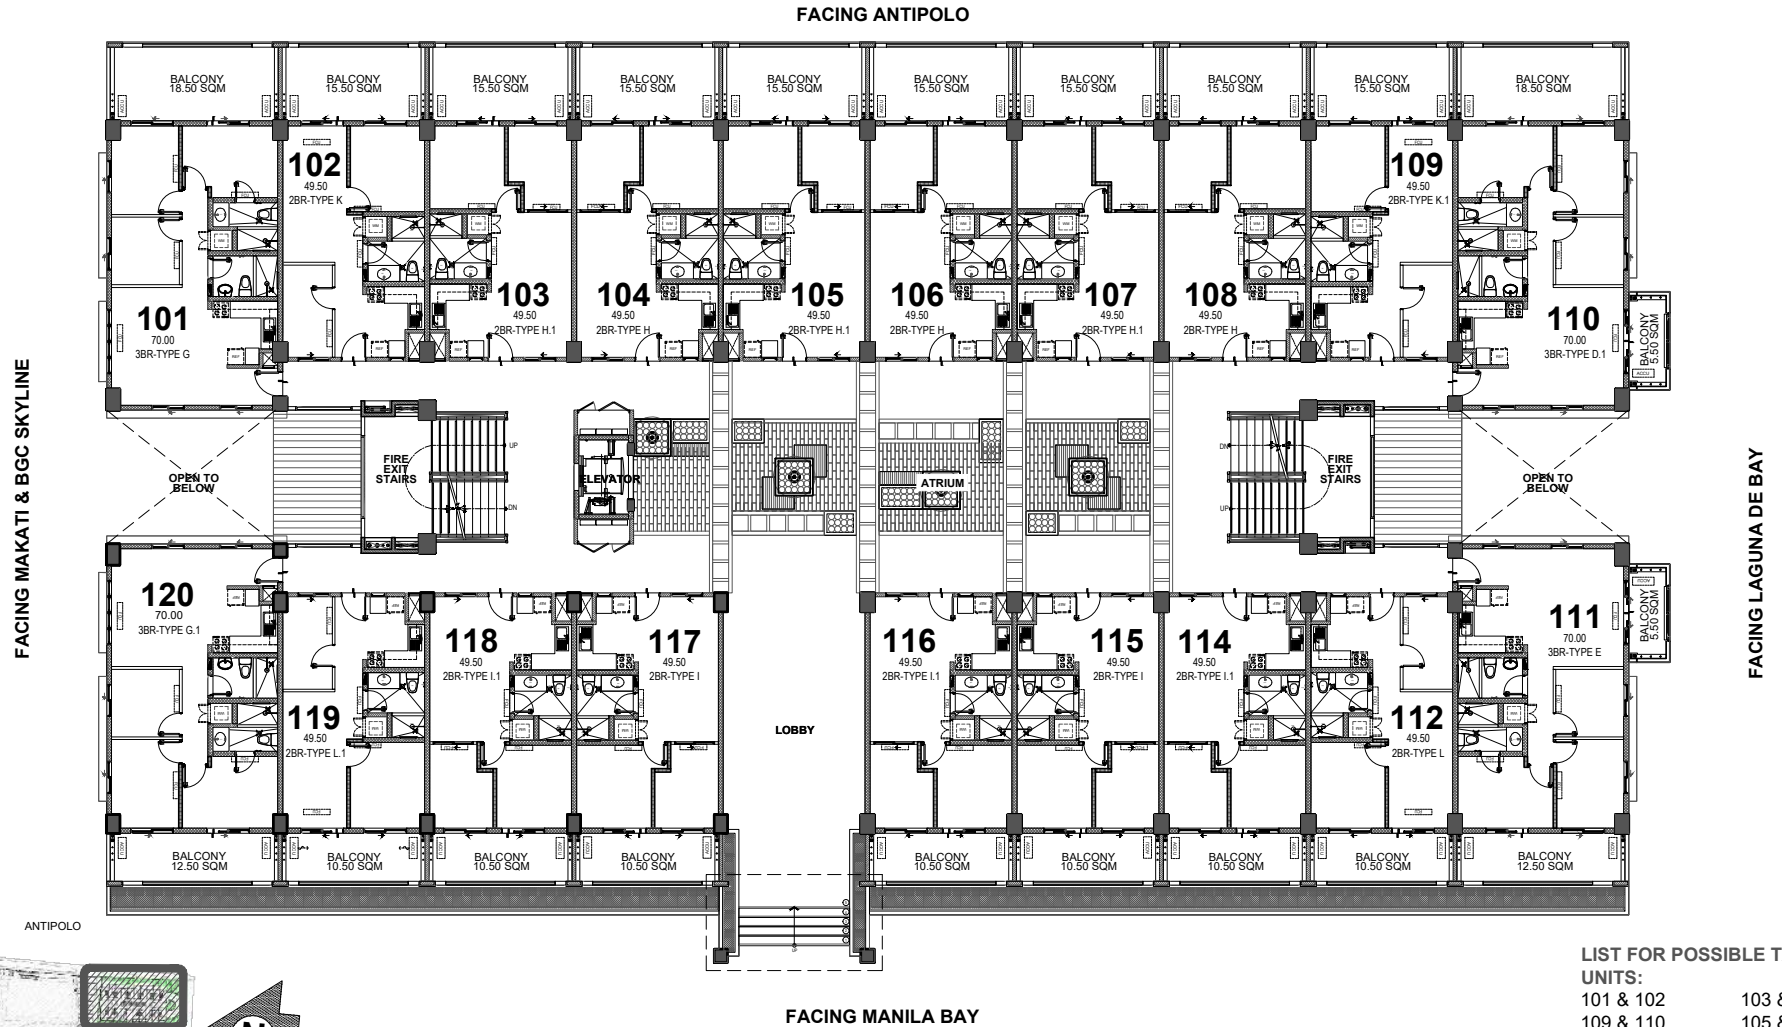 FACING ANTIPOLO
BALCONY
18.50 SQM
BALCONY
15.50 SQM
BALCONY
15.50 SQM
BALCONY
15.50 SQM
BALCONY
15.50 SQM
BALCONY
15.50 SQM
BALCONY
15.50 SQM
BALCONY
15.50 SQM
BALCONY
15.50 SQM
BALCONY
18.50 SQM
102
49.50
2BR-TYPE K
109
49.50
2BR-TYPE K.1
101
70.00
3BR-TYPE G
103
49.50
2BR-TYPE H.1
104
49.50
2BR-TYPE H
105
49.50
2BR-TYPE H.1
106
49.50
2BR-TYPE H
107
49.50
2BR-TYPE H.1
108
49.50
2BR-TYPE H
110
70.00
3BR-TYPE D.1
BALCONY
5.50 SQM
ACCU
FACING MAKATI & BGC SKYLINE
OPEN TO
BELOW
FIRE
EXIT
STAIRS
UP
DN
ELEVATOR
ATRIUM
DN
UP
FIRE
EXIT
STAIRS
OPEN TO
BELOW
FACING LAGUNA DE BAY
120
70.00
3BR-TYPE G.1
118
49.50
2BR-TYPE I.1
117
49.50
2BR-TYPE I
116
49.50
2BR-TYPE I.1
115
49.50
2BR-TYPE I
114
49.50
2BR-TYPE I.1
111
70.00
3BR-TYPE E
BALCONY
5.50 SQM
119
49.50
2BR-TYPE L.1
LOBBY
112
49.50
2BR-TYPE L
BALCONY
12.50 SQM
BALCONY
10.50 SQM
BALCONY
10.50 SQM
BALCONY
10.50 SQM
BALCONY
10.50 SQM
BALCONY
10.50 SQM
BALCONY
10.50 SQM
BALCONY
10.50 SQM
BALCONY
12.50 SQM
ANTIPOLO
N
FACING MANILA BAY
LIST FOR POSSIBLE T
UNITS:
101 & 102 103 &
109 & 110 105 &